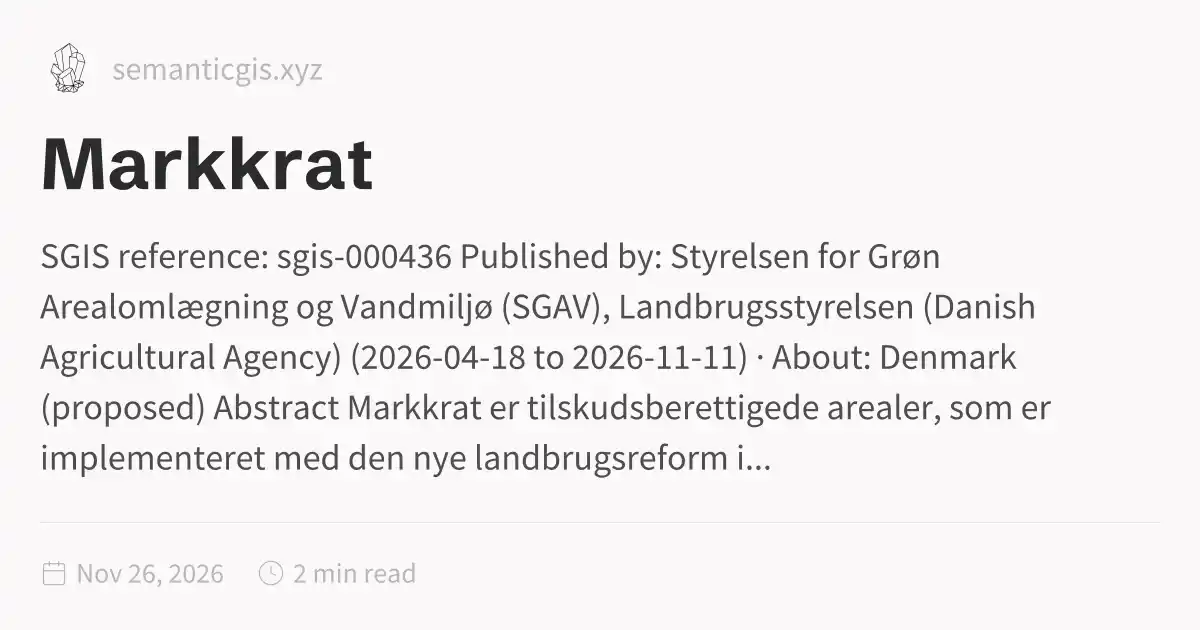 semanticgis.xyz
Markkrat
SGIS reference: sgis-000436 Published by: Styrelsen for Grøn
Arealomlægning og Vandmiljø (SGAV), Landbrugsstyrelsen (Danish
Agricultural Agency) (2026-04-18 to 2026-11-11) · About: Denmark
(proposed) Abstract Markkrat er tilskudsberettigede arealer, som er
implementeret med den nye landbrugsreform i...
Nov 26, 2026 2 min read